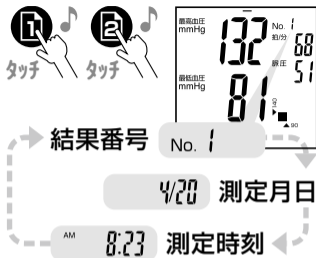 1 2
タッチ タッチ
最高血圧
mmHg 132 No. 1
拍/分 68
脈圧 51
最低血圧
mmHg 81
90
結果番号 No. 1
4/20 測定月日
AM 8:23 測定時刻